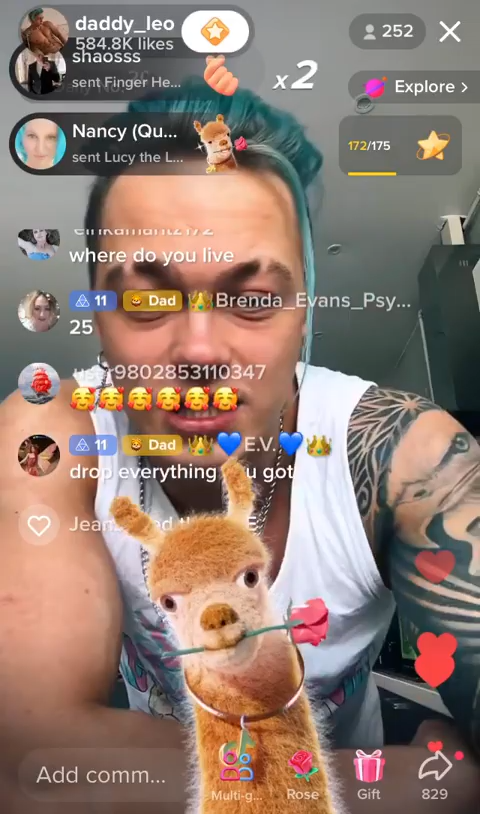 daddy_leo
584.8K likes
252
shaosss
sent Finger He...
x2
Explore >
Nancy (Qu...
sent Lucy the L...
172/175
where do you live
11 Dad Brenda_Evans_Psy...
25
user9802853110347
11 Dad E.V.
drop everything u got
Add comm...
Multi-g...
Rose
Gift
829